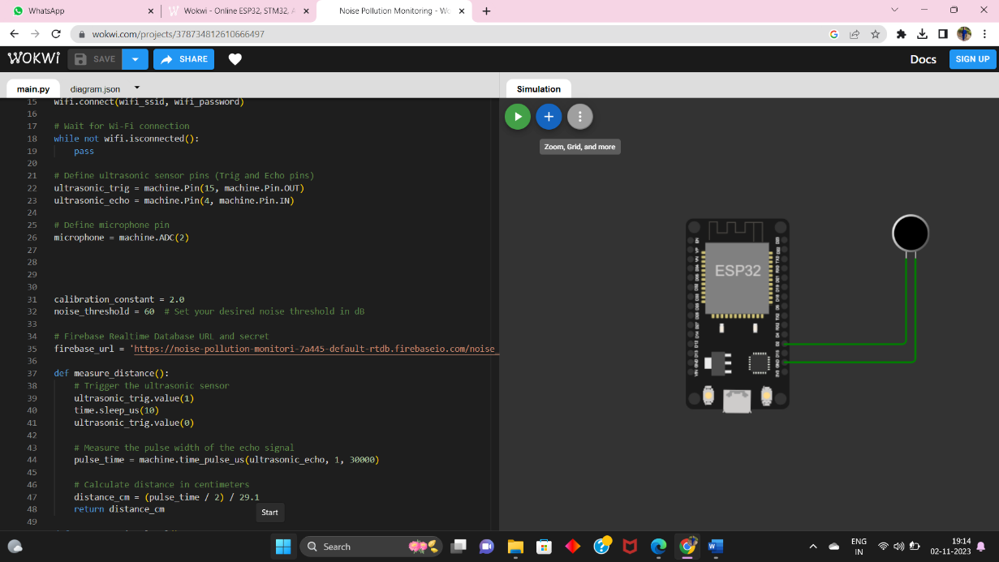 WhatsApp
Wokwi - Online ESP32, STM32, A
Noise Pollution Monitoring - Wo
wokwi.com/projects/378734812610666497
WOKWI
SAVE
SHARE
Docs
SIGN UP
main.py
diagram.json
Simulation
15 wifi.connect(wifi_ssid, wifi_password)
16
17 # Wait for Wi-Fi connection
18 while not wifi.isconnected():
19 pass
20
21 # Define ultrasonic sensor pins (Trig and Echo pins)
22 ultrasonic_trig = machine.Pin(15, machine.Pin.OUT)
23 ultrasonic_echo = machine.Pin(4, machine.Pin.IN)
24
25 # Define microphone pin
26 microphone = machine.ADC(2)
27
28
29
30
31 calibration_constant = 2.0
32 noise_threshold = 60 # Set your desired noise threshold in dB
33
34 # Firebase Realtime Database URL and secret
35 firebase_url = 'https://noise-pollution-monitori-7a445-default-rtdb.firebaseio.com/noise_
36
37 def measure_distance():
38 # Trigger the ultrasonic sensor
39 ultrasonic_trig.value(1)
40 time.sleep_us(10)
41 ultrasonic_trig.value(0)
42
43 # Measure the pulse width of the echo signal
44 pulse_time = machine.time_pulse_us(ultrasonic_echo, 1, 30000)
45
46 # Calculate distance in centimeters
47 distance_cm = (pulse_time / 2) / 29.1
48 return distance_cm
49
Start
Zoom, Grid, and more
ESP32
Search
ENG
IN
19:14
02-11-2023